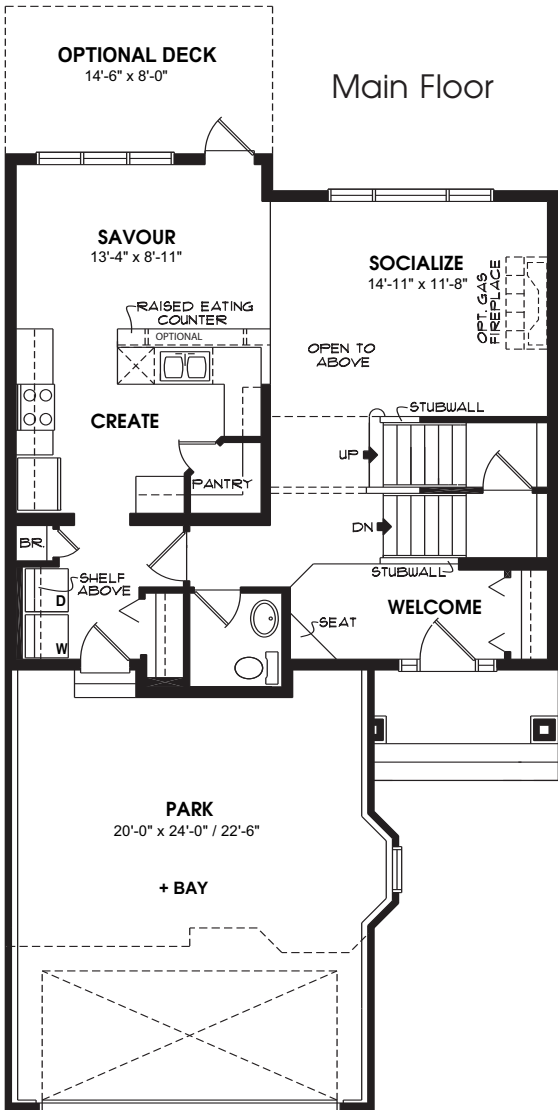 OPTIONAL DECK
14'-6" x 8'-0"
Main Floor
SAVOUR
13'-4" x 8'-11"
SOCIALIZE
14'-11" x 11'-8"
OPT. GAS
FIREPLACE
RAISED EATING
COUNTER
OPTIONAL
OPEN TO
ABOVE
CREATE
STUBWALL
UP
PANTRY
DN
BR.
STUBWALL
SHELF
ABOVE
D
W
WELCOME
SEAT
PARK
20'-0" x 24'-0" / 22'-6"
+ BAY